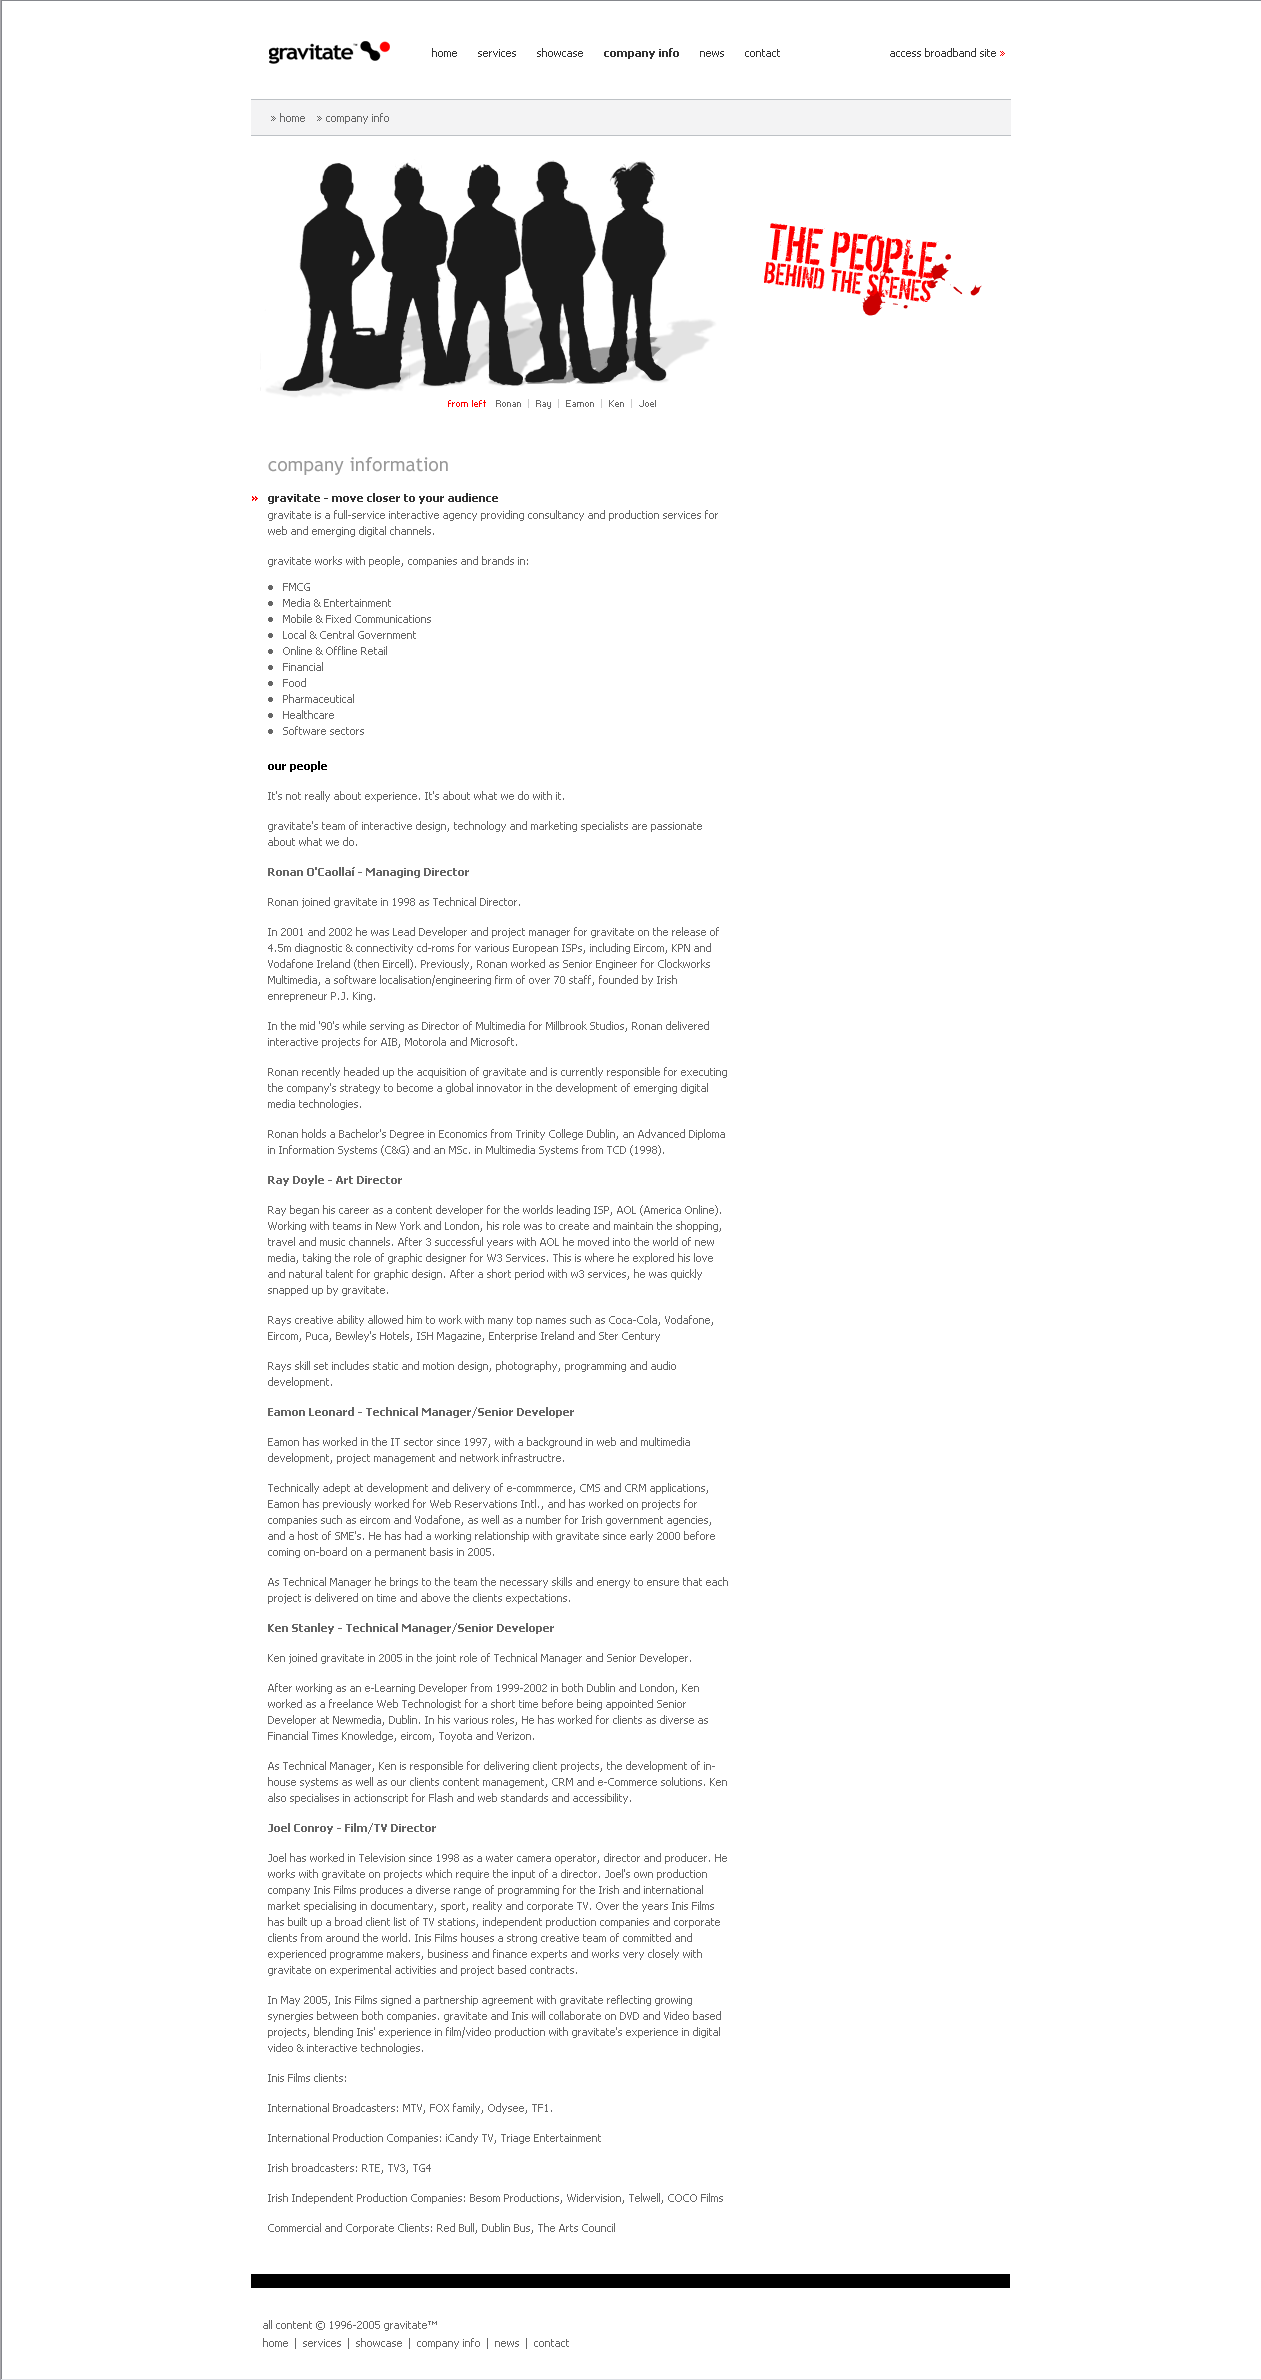 gravitate™
home services showcase company info news contact access broadband site »
» home » company info
THE PEOPLE
BEHIND THE SCENES
from left Ronan | Ray | Eamon | Ken | Joel
company information
» gravitate - move closer to your audience
gravitate is a full-service interactive agency providing consultancy and production services for
web and emerging digital channels.
gravitate works with people, companies and brands in:
● FMCG
● Media & Entertainment
● Mobile & Fixed Communications
● Local & Central Government
● Online & Offline Retail
● Financial
● Food
● Pharmaceutical
● Healthcare
● Software sectors
our people
It's not really about experience. It's about what we do with it.
gravitate's team of interactive design, technology and marketing specialists are passionate
about what we do.
Ronan O'Caollaí - Managing Director
Ronan joined gravitate in 1998 as Technical Director.
In 2001 and 2002 he was Lead Developer and project manager for gravitate on the release of
4.5m diagnostic & connectivity cd-roms for various European ISPs, including Eircom, KPN and
Vodafone Ireland (then Eircell). Previously, Ronan worked as Senior Engineer for Clockworks
Multimedia, a software localisation/engineering firm of over 70 staff, founded by Irish
enrepreneur P.J. King.
In the mid '90's while serving as Director of Multimedia for Millbrook Studios, Ronan delivered
interactive projects for AIB, Motorola and Microsoft.
Ronan recently headed up the acquisition of gravitate and is currently responsible for executing
the company's strategy to become a global innovator in the development of emerging digital
media technologies.
Ronan holds a Bachelor's Degree in Economics from Trinity College Dublin, an Advanced Diploma
in Information Systems (C&G) and an MSc. in Multimedia Systems from TCD (1998).
Ray Doyle - Art Director
Ray began his career as a content developer for the worlds leading ISP, AOL (America Online).
Working with teams in New York and London, his role was to create and maintain the shopping,
travel and music channels. After 3 successful years with AOL he moved into the world of new
media, taking the role of graphic designer for W3 Services. This is where he explored his love
and natural talent for graphic design. After a short period with w3 services, he was quickly
snapped up by gravitate.
Rays creative ability allowed him to work with many top names such as Coca-Cola, Vodafone,
Eircom, Puca, Bewley's Hotels, ISH Magazine, Enterprise Ireland and Ster Century
Rays skill set includes static and motion design, photography, programming and audio
development.
Eamon Leonard - Technical Manager/Senior Developer
Eamon has worked in the IT sector since 1997, with a background in web and multimedia
development, project management and network infrastructre.
Technically adept at development and delivery of e-commmerce, CMS and CRM applications,
Eamon has previously worked for Web Reservations Intl., and has worked on projects for
companies such as eircom and Vodafone, as well as a number for Irish government agencies,
and a host of SME's. He has had a working relationship with gravitate since early 2000 before
coming on-board on a permanent basis in 2005.
As Technical Manager he brings to the team the necessary skills and energy to ensure that each
project is delivered on time and above the clients expectations.
Ken Stanley - Technical Manager/Senior Developer
Ken joined gravitate in 2005 in the joint role of Technical Manager and Senior Developer.
After working as an e-Learning Developer from 1999-2002 in both Dublin and London, Ken
worked as a freelance Web Technologist for a short time before being appointed Senior
Developer at Newmedia, Dublin. In his various roles, He has worked for clients as diverse as
Financial Times Knowledge, eircom, Toyota and Verizon.
As Technical Manager, Ken is responsible for delivering client projects, the development of in-
house systems as well as our clients content management, CRM and e-Commerce solutions. Ken
also specialises in actionscript for Flash and web standards and accessibility.
Joel Conroy - Film/TV Director
Joel has worked in Television since 1998 as a water camera operator, director and producer. He
works with gravitate on projects which require the input of a director. Joel's own production
company Inis Films produces a diverse range of programming for the Irish and international
market specialising in documentary, sport, reality and corporate TV. Over the years Inis Films
has built up a broad client list of TV stations, independent production companies and corporate
clients from around the world. Inis Films houses a strong creative team of committed and
experienced programme makers, business and finance experts and works very closely with
gravitate on experimental activities and project based contracts.
In May 2005, Inis Films signed a partnership agreement with gravitate reflecting growing
synergies between both companies. gravitate and Inis will collaborate on DVD and Video based
projects, blending Inis' experience in film/video production with gravitate's experience in digital
video & interactive technologies.
Inis Films clients:
International Broadcasters: MTV, FOX family, Odysee, TF1.
International Production Companies: iCandy TV, Triage Entertainment
Irish broadcasters: RTE, TV3, TG4
Irish Independent Production Companies: Besom Productions, Widervision, Telwell, COCO Films
Commercial and Corporate Clients: Red Bull, Dublin Bus, The Arts Council
all content © 1996-2005 gravitate™
home | services | showcase | company info | news | contact